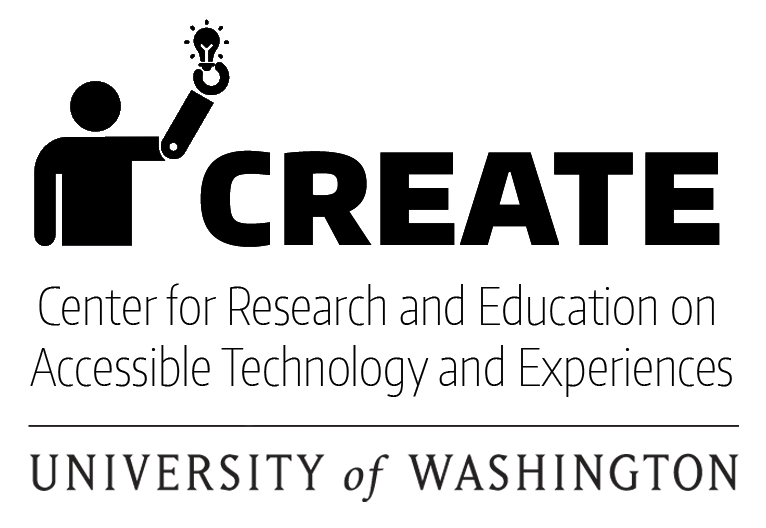 CREATE
Center for Research and Education on
Accessible Technology and Experiences
UNIVERSITY of WASHINGTON